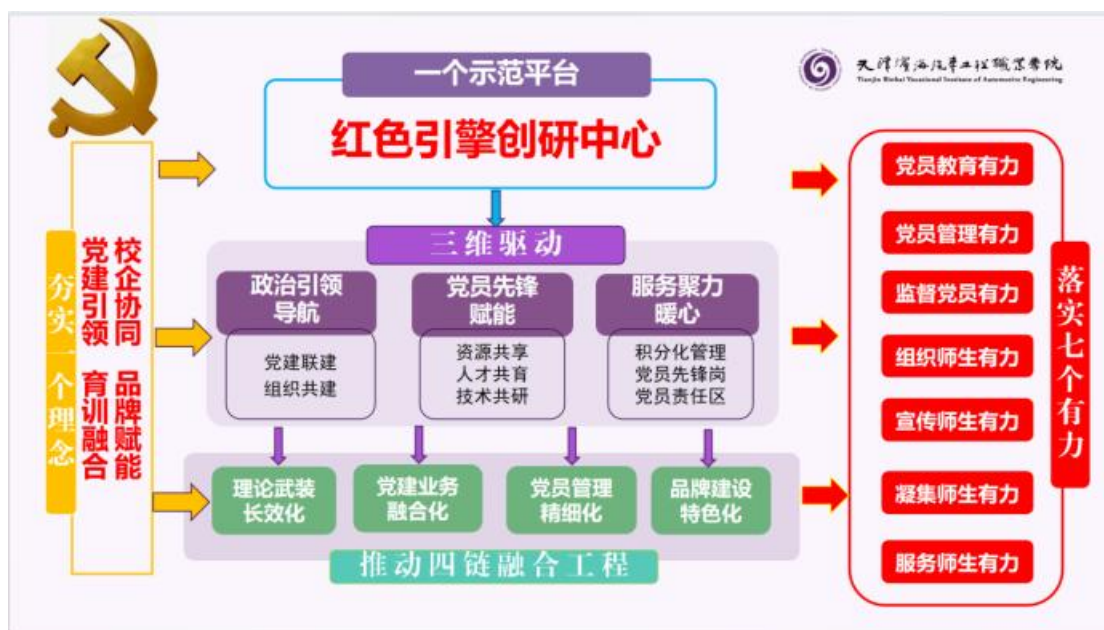 一个示范平台
红色引擎创研中心
天津滨海汽车工程职业学院
Tianjin Binhai Vocational Institute of Automotive Engineering
夯实一个理念
党建引领 育训融合
校企协同 品牌赋能
三维驱动
政治引领
导航
党建联建
组织共建
党员先锋
赋能
资源共享
人才共育
技术共研
服务聚力
暖心
积分化管理
党员先锋岗
党员责任区
理论武装
长效化
党建业务
融合化
党员管理
精细化
品牌建设
特色化
推动四链融合工程
党员教育有力
党员管理有力
监督党员有力
组织师生有力
宣传师生有力
凝集师生有力
服务师生有力
落实七个有力